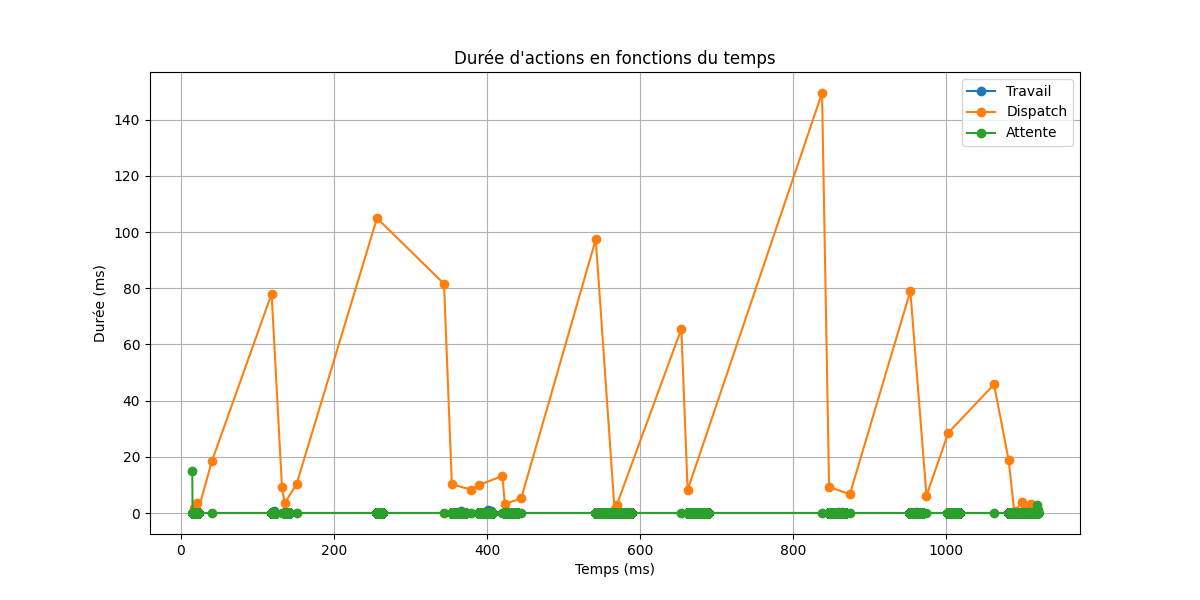 Durée d'actions en fonctions du temps
Travail
Dispatch
Attente
Durée (ms)
140
120
100
80
60
40
20
0
0 200 400 600 800 1000
Temps (ms)